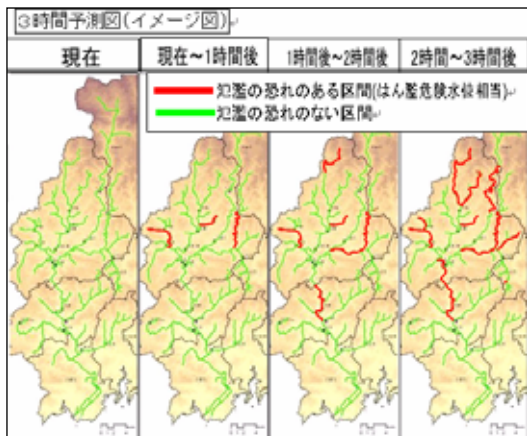 3時間予測図(イメージ図)
現在
現在~1時間後
1時間後~2時間後
2時間~3時間後
氾濫の恐れのある区間(はん濫危険水位相当)
氾濫の恐れのない区間